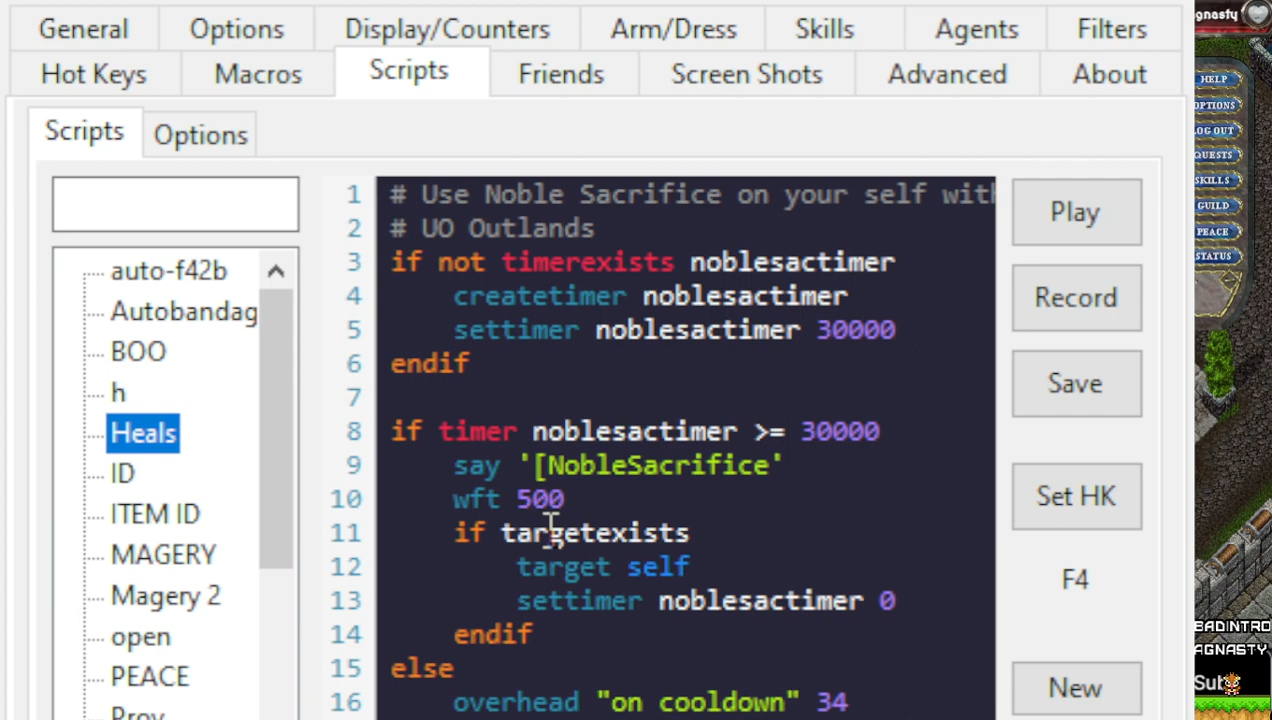 General Options Display/Counters Arm/Dress Skills Agents Filters
Hot Keys Macros Scripts Friends Screen Shots Advanced About
Scripts Options
auto-f42b
Autobandag
BOO
h
Heals
ID
ITEM ID
MAGERY
Magery 2
open
PEACE
1 # Use Noble Sacrifice on your self with
2 # UO Outlands
3 if not timerexists noblesactimer
4 createtimer noblesactimer
5 settimer noblesactimer 30000
6 endif
7
8 if timer noblesactimer >= 30000
9 say '[NobleSacrifice'
10 wft 500
11 if targetexists
12 target self
13 settimer noblesactimer 0
14 endif
15 else
16 overhead "on cooldown" 34
Play
Record
Save
Set HK
F4
New
gnasty
HELP
OPTIONS
LOG OUT
QUESTS
SKILLS
GUILD
PEACE
STATUS
BADINTRO
AGNASTY